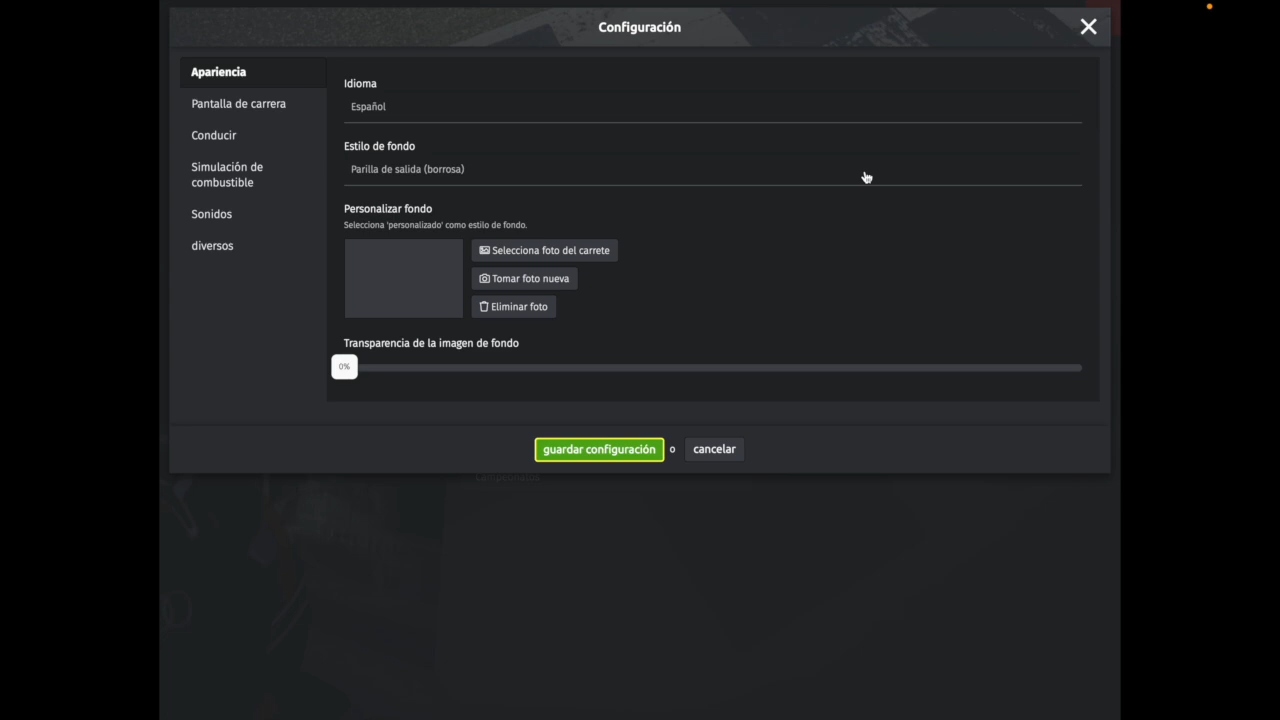 Configuración
Apariencia
Pantalla de carrera
Conducir
Simulación de
combustible
Sonidos
diversos
Idioma
Español
Estilo de fondo
Parilla de salida (borrosa)
Personalizar fondo
Selecciona 'personalizado' como estilo de fondo.
Selecciona foto del carrete
Tomar foto nueva
Eliminar foto
Transparencia de la imagen de fondo
0%
guardar configuración o cancelar
Campeonatos